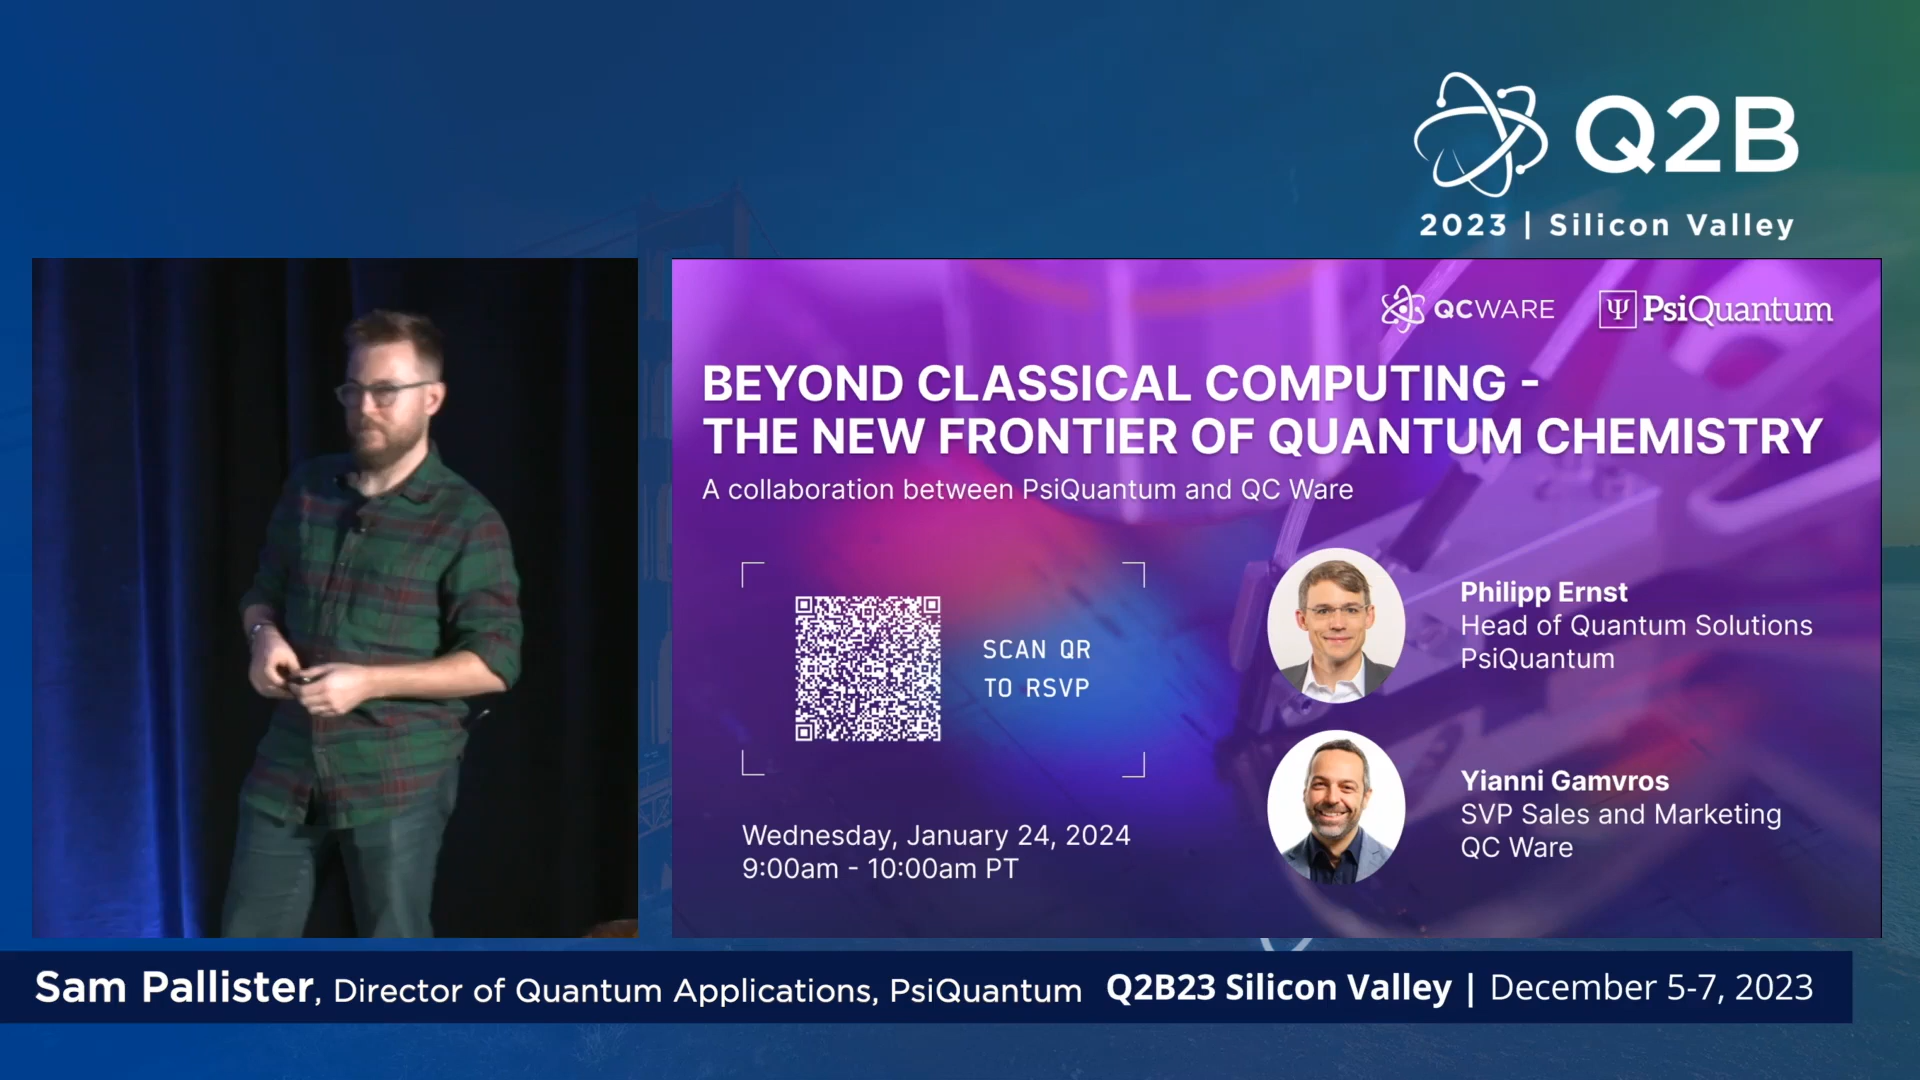 Q2B
2023 | Silicon Valley
QCWARE
Ψ PsiQuantum
BEYOND CLASSICAL COMPUTING -
THE NEW FRONTIER OF QUANTUM CHEMISTRY
A collaboration between PsiQuantum and QC Ware
SCAN QR
TO RSVP
Wednesday, January 24, 2024
9:00am - 10:00am PT
Philipp Ernst
Head of Quantum Solutions
PsiQuantum
Yianni Gamvros
SVP Sales and Marketing
QC Ware
Sam Pallister, Director of Quantum Applications, PsiQuantum
Q2B23 Silicon Valley | December 5-7, 2023